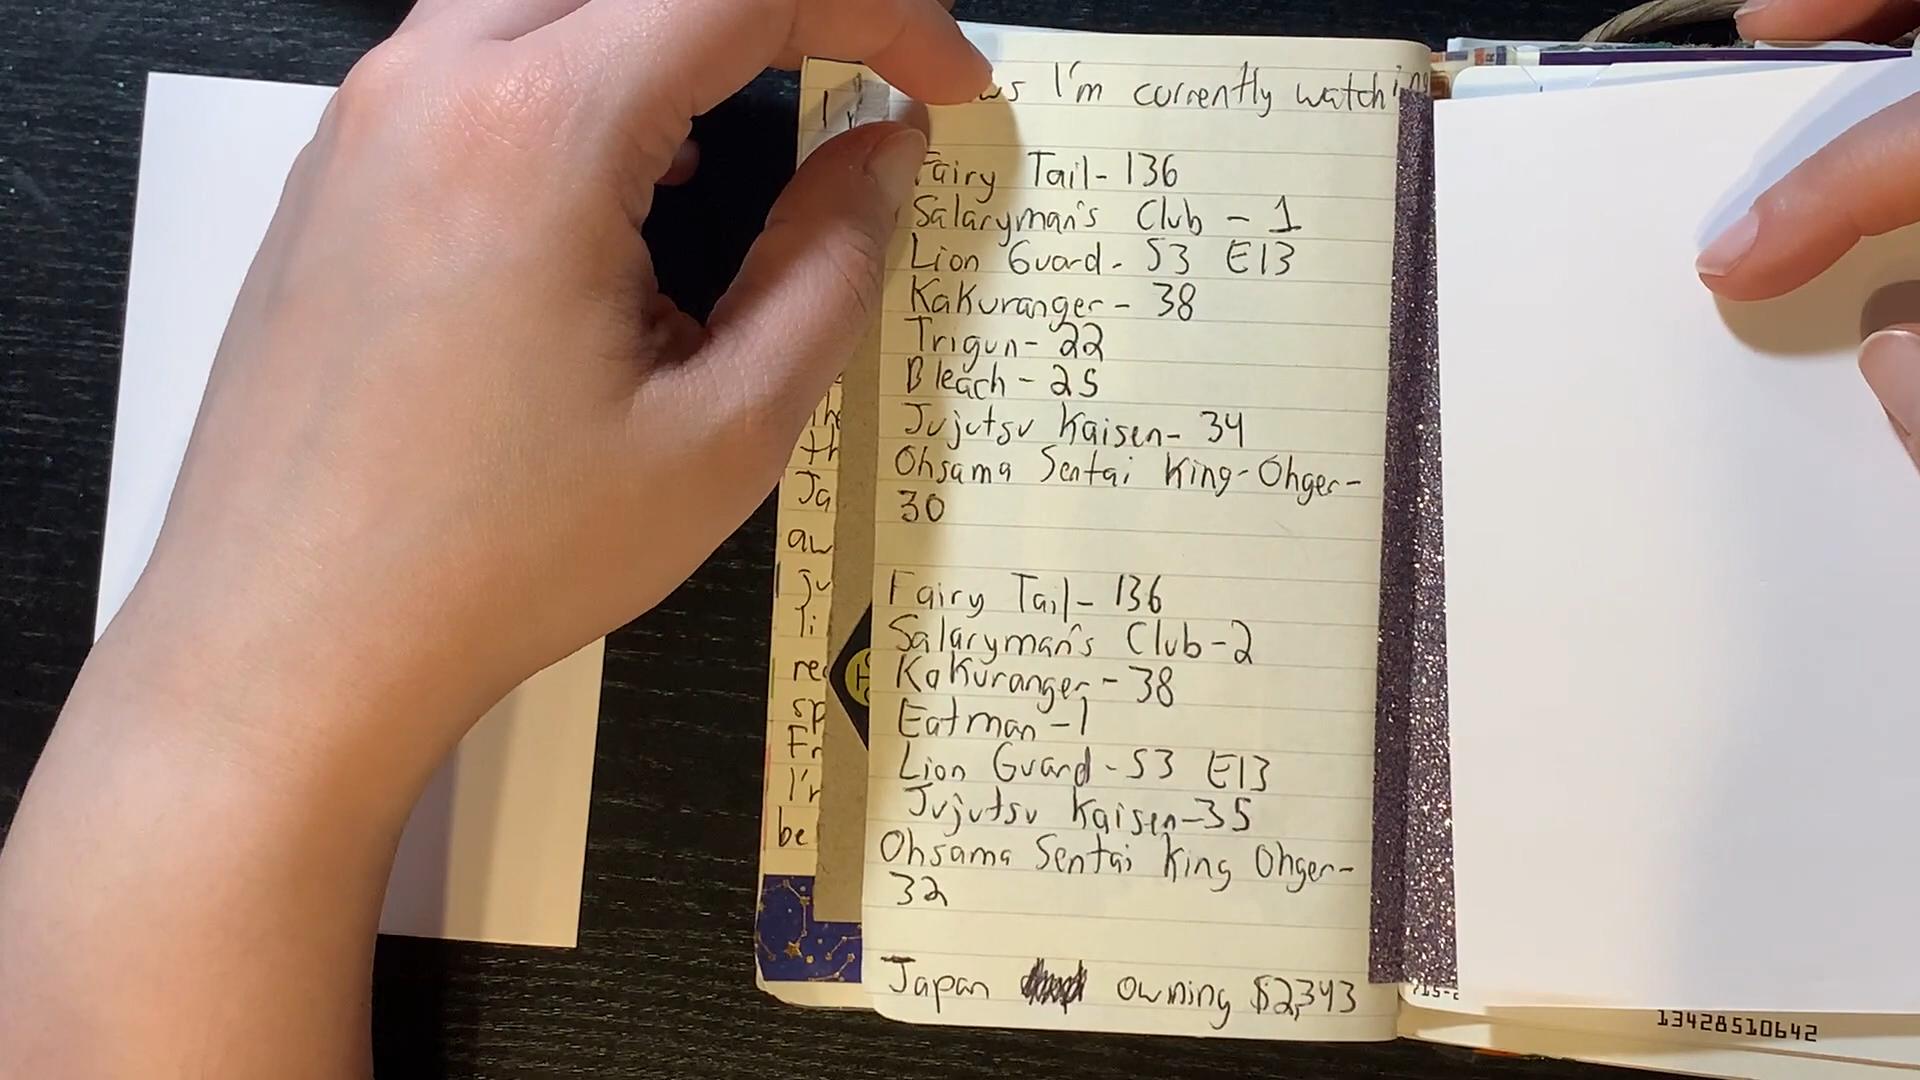 I'm currently watching
Fairy Tail- 136
Salaryman's Club - 1
Lion Guard- S3 E13
Kakuranger - 38
Trigun- 22
Bleach - 25
Jujutsu Kaisen- 34
Ohsama Sentai King-Ohger-
30
Fairy Tail- 136
Salaryman's Club-2
Kakuranger - 38
Eatman -1
Lion Guard - S3 E13
Jujutsu Kaisen-35
Ohsama Sentai King Ohger-
32
Japan owning $2,343
13428510642